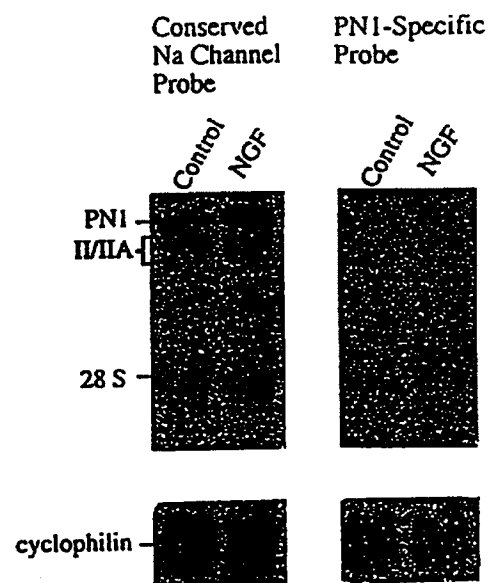 Conserved
Na Channel
Probe
PN1-Specific
Probe
Control
NGF
Control
NGF
PN1
II/IIA
28 S
cyclophilin